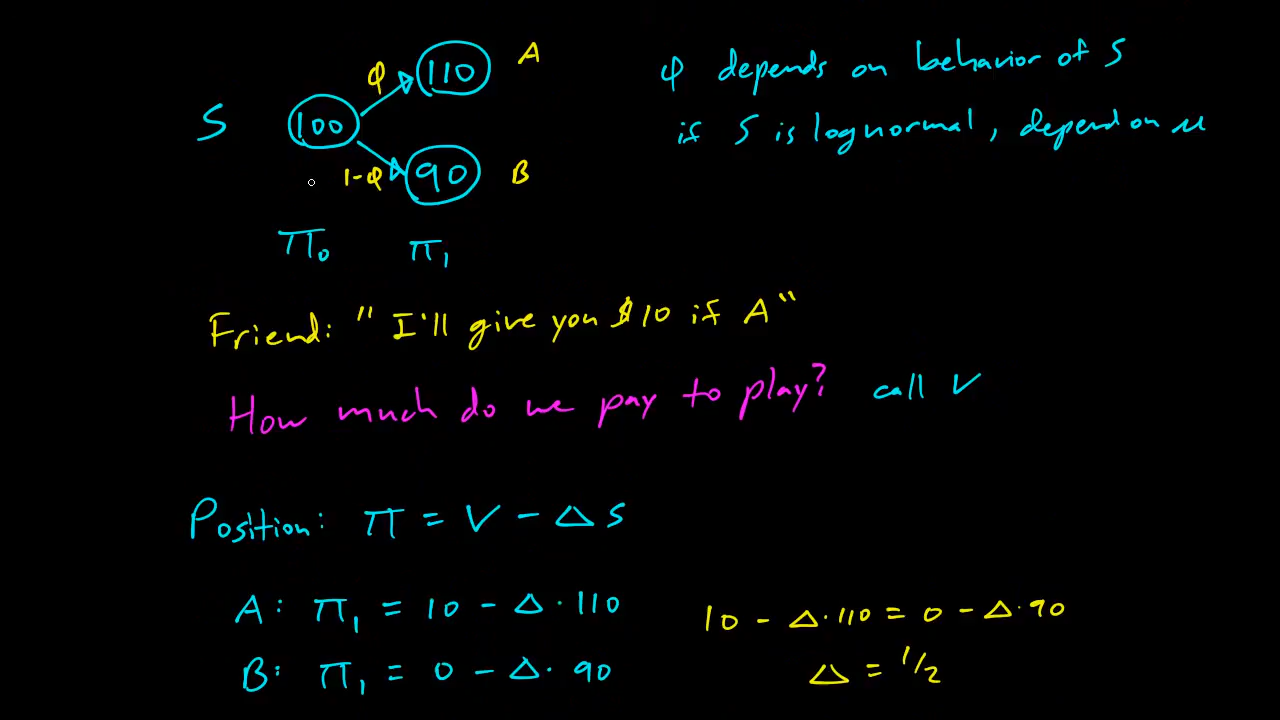 S 100 φ 110 A
1-φ 90 B
π₀ π₁
φ depends on behavior of S
if S is lognormal, depend on μ
Friend: "I'll give you $10 if A"
How much do we pay to play? call V
Position: π = V - Δ S
A: π₁ = 10 - Δ·110
B: π₁ = 0 - Δ· 90
10 - Δ·110 = 0 - Δ·90
Δ = 1/2